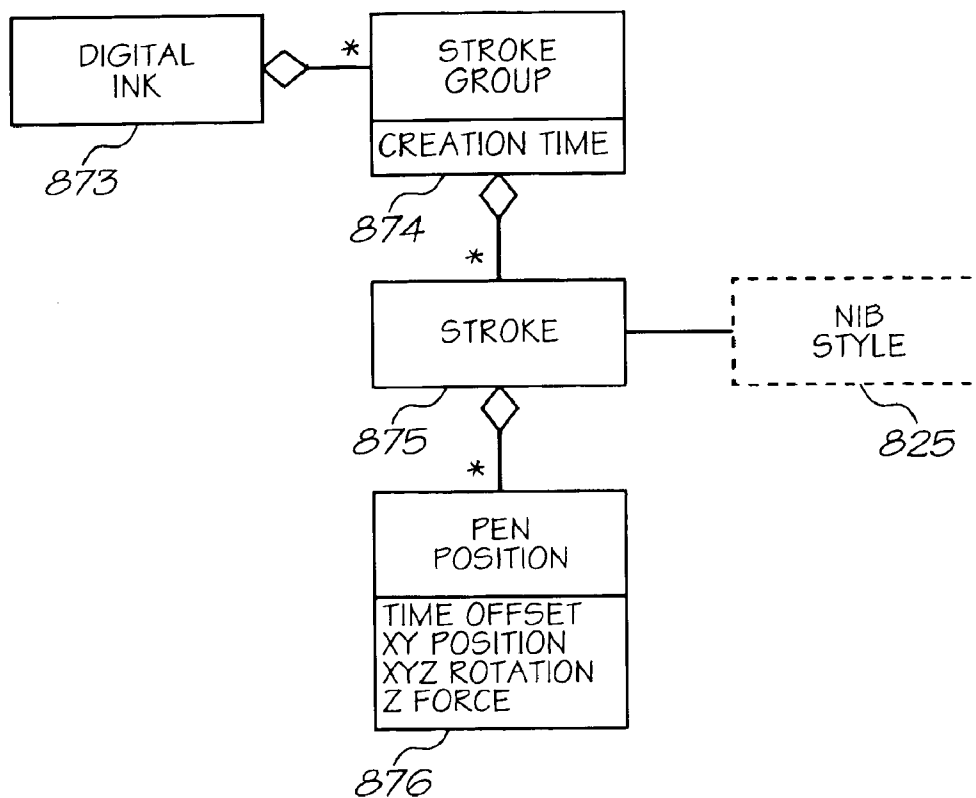 DIGITAL
INK
873
*
STROKE
GROUP
CREATION TIME
874
*
STROKE
875
NIB
STYLE
825
*
PEN
POSITION
TIME OFFSET
XY POSITION
XYZ ROTATION
Z FORCE
876